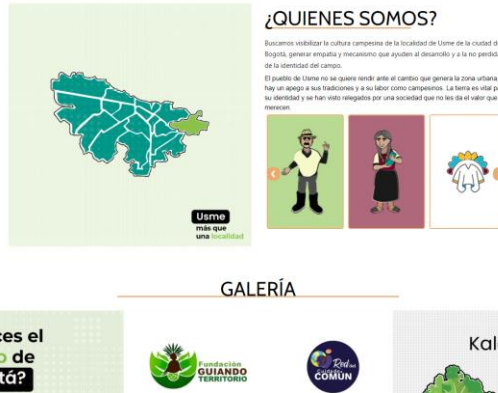 ¿QUIENES SOMOS?
Buscamos visibilizar la cultura campesina de la localidad de Usme de la ciudad de
Bogotá, generar empatia y mecanismo que ayuden al desarrollo y a la no perdida
de la identidad del campo.
El pueblo de Usme no se quiere rendir ante el cambio que genera la zona urbana,
hay un apego a sus tradiciones y a su labor como campesinos. La tierra es vital
su identidad y se han visto relegados por una sociedad que no les da el valor que
merecen.
Usme
más que
una localidad
GALERÍA
es el
de
tá?
Fundación
GUIANDO
TERRITORIO
Red
Cuidado
COMÚN
Kal